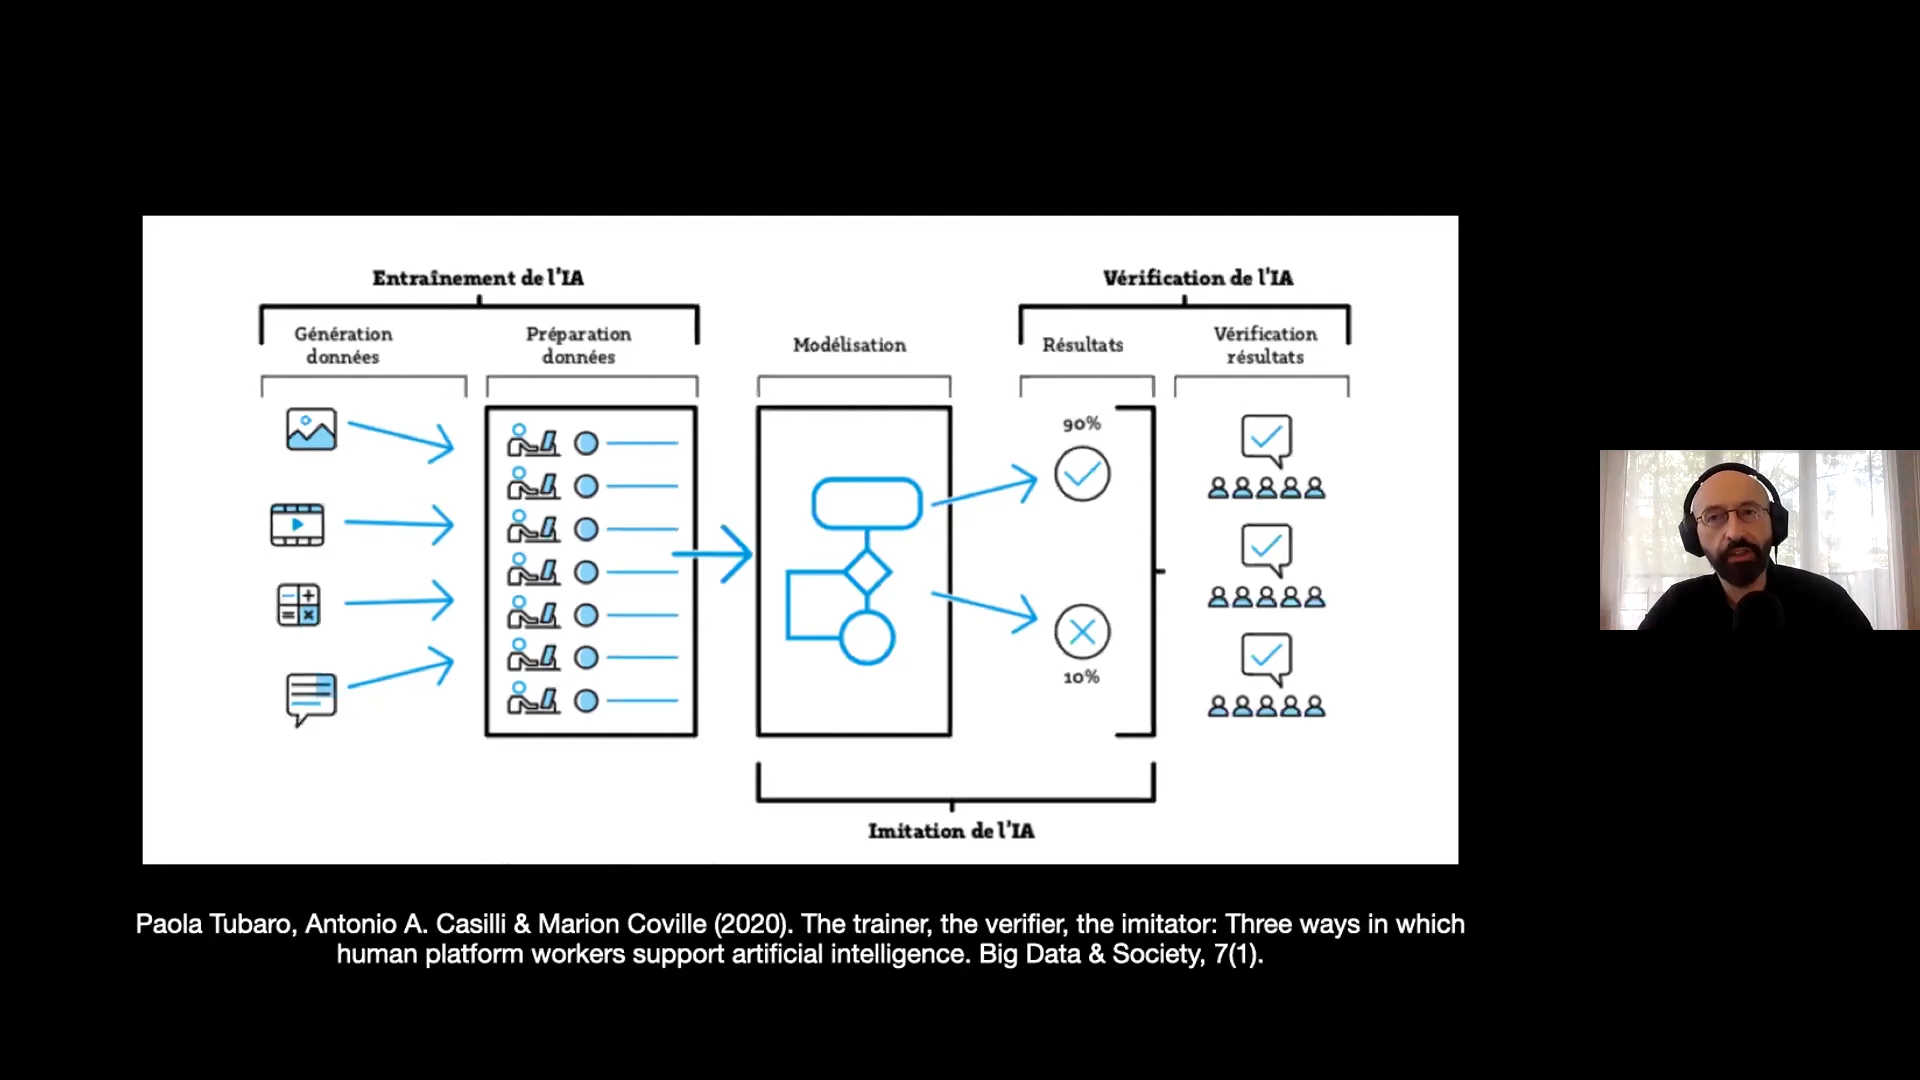 Entraînement de l'IA
Vérification de l'IA
Génération
données
Préparation
données
Modélisation
Résultats
Vérification
résultats
90%
10%
Imitation de l'IA
Paola Tubaro, Antonio A. Casilli & Marion Coville (2020). The trainer, the verifier, the imitator: Three ways in which
human platform workers support artificial intelligence. Big Data & Society, 7(1).